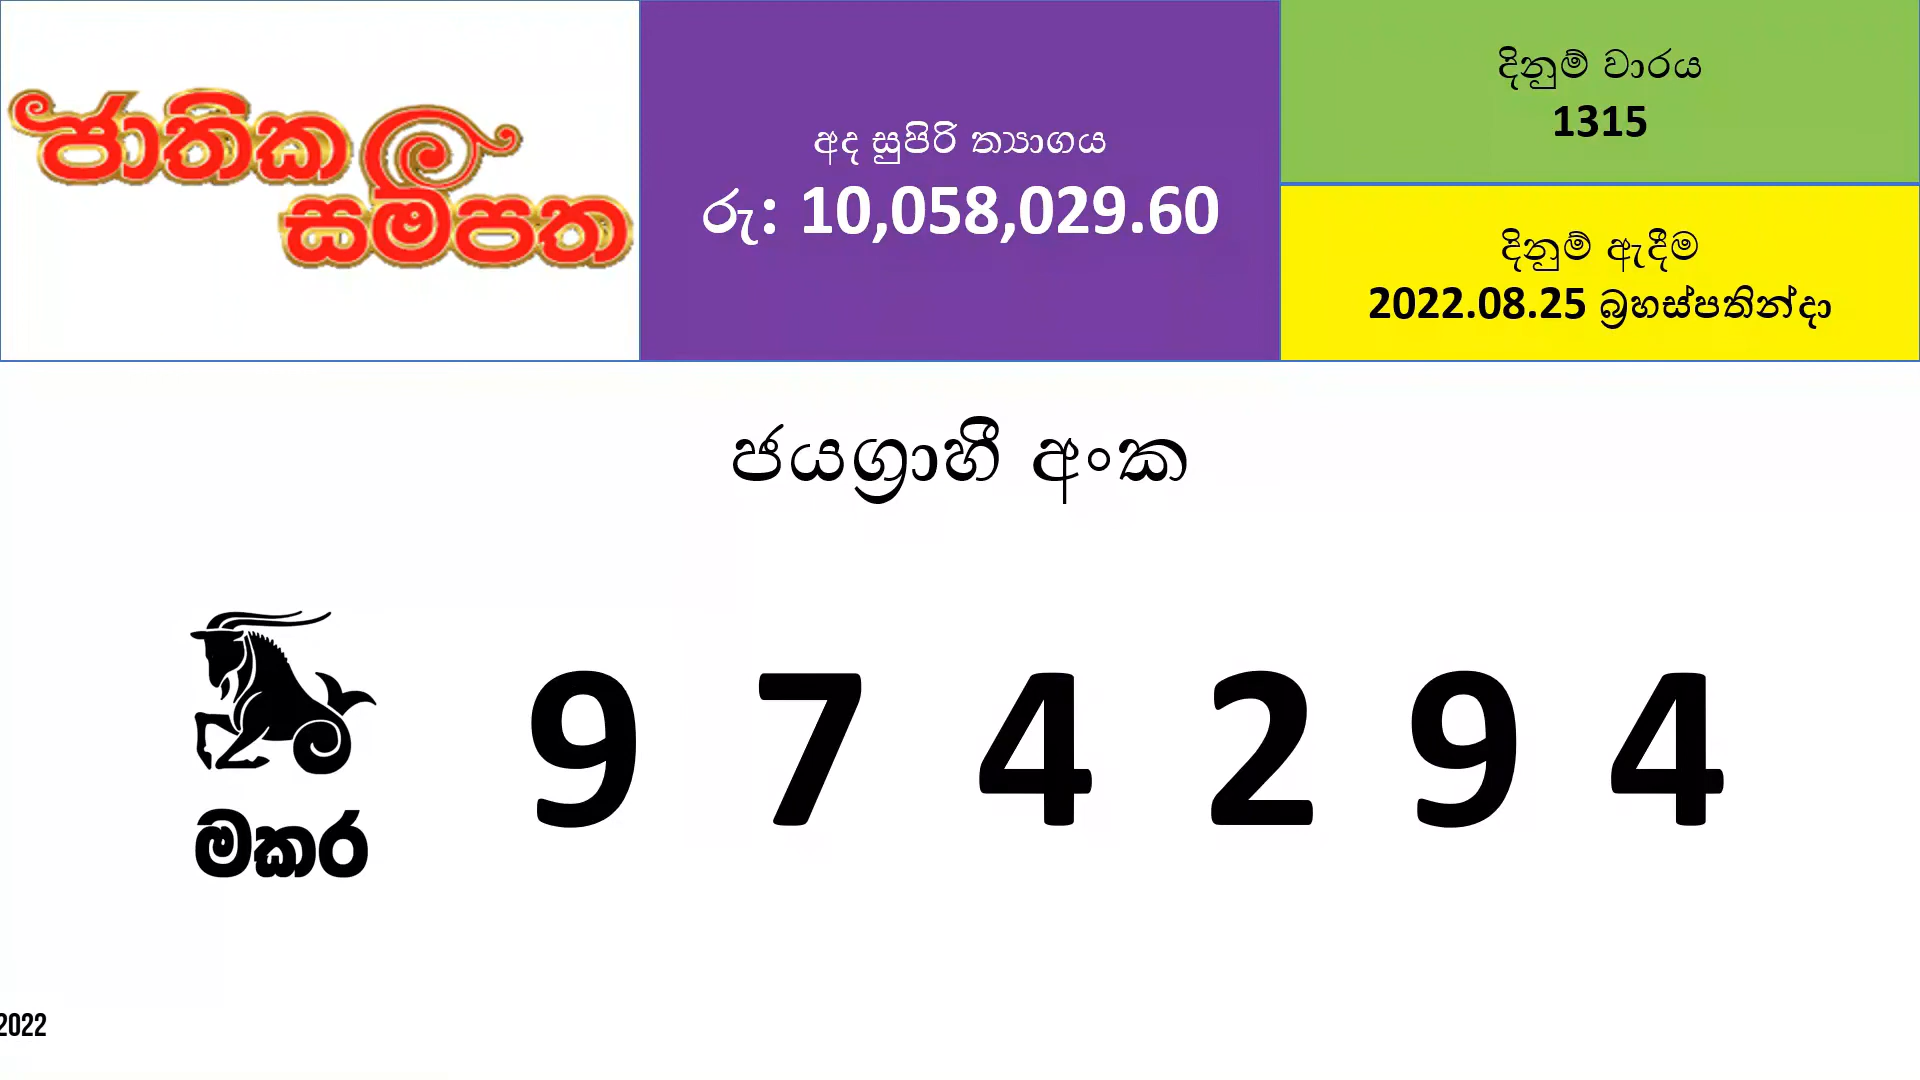 ජාතික
සම්පත
අද සුපිරි ත්‍යාගය
රු: 10,058,029.60
දිනුම් වාරය
1315
දිනුම් ඇදීම
2022.08.25 බ්‍රහස්පතින්දා
ජයග්‍රාහී අංක
9 7 4 2 9 4
මකර
2022